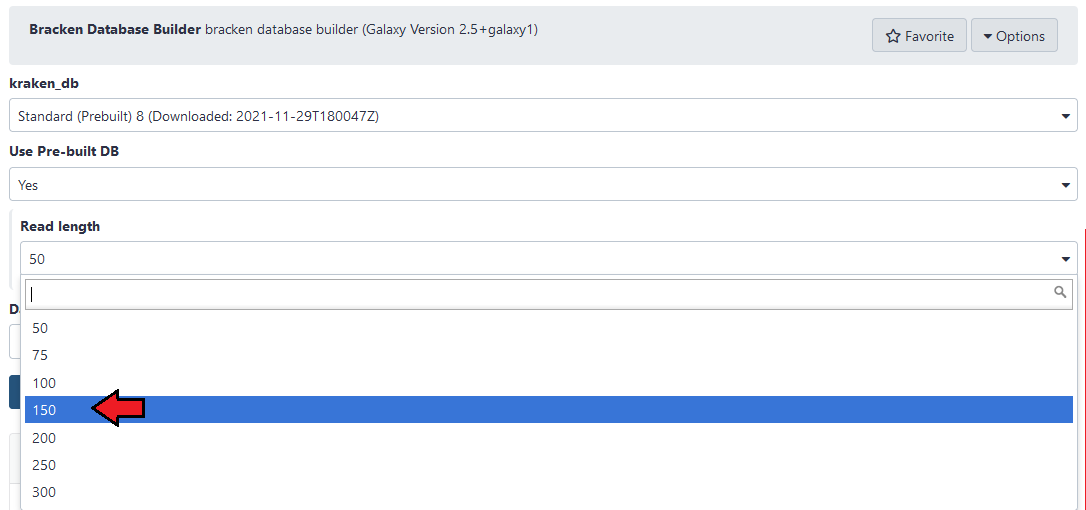 Bracken Database Builder bracken database builder (Galaxy Version 2.5+galaxy1)
Favorite
Options
kraken_db
Standard (Prebuilt) 8 (Downloaded: 2021-11-29T180047Z)
Use Pre-built DB
Yes
Read length
50
50
75
100
150
200
250
300